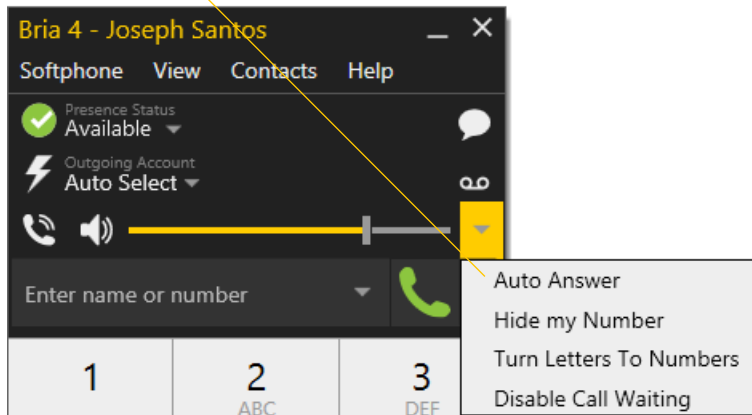 Bria 4 - Joseph Santos
Softphone View Contacts Help
Presence Status
Available
Outgoing Account
Auto Select
Enter name or number
Auto Answer
Hide my Number
Turn Letters To Numbers
Disable Call Waiting
1 2 3
ABC DEF